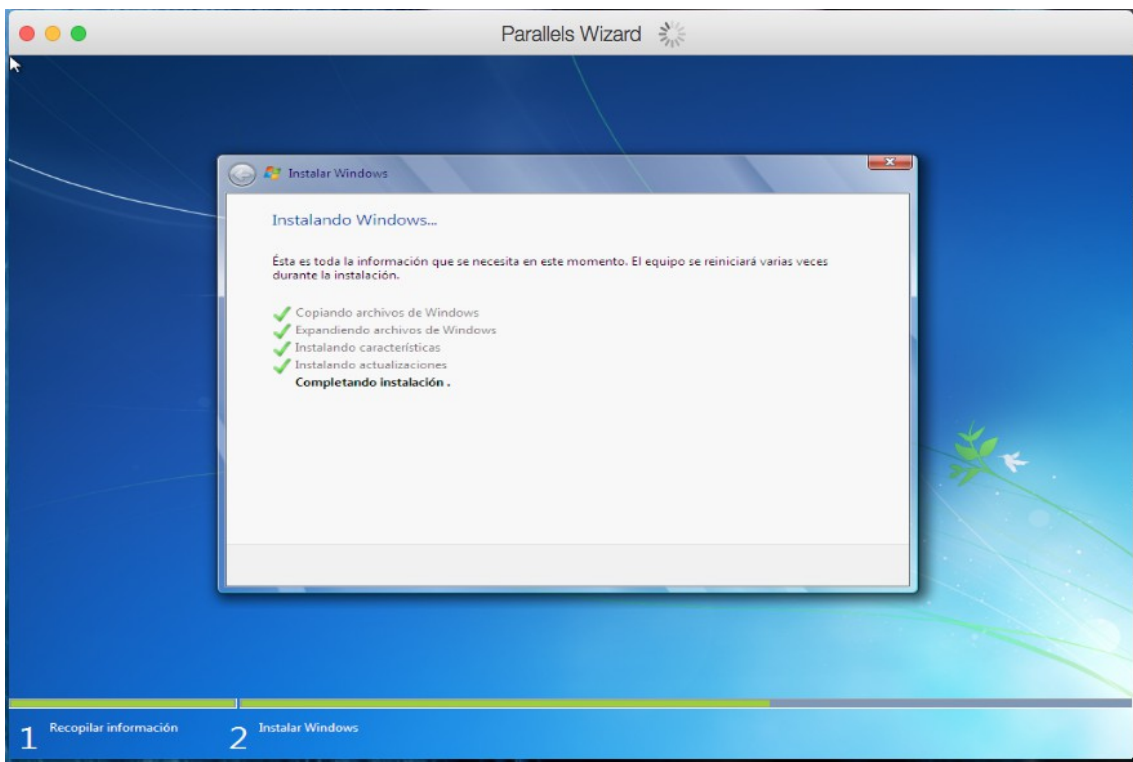 Parallels Wizard
Instalar Windows
Instalando Windows...
Ésta es toda la información que se necesita en este momento. El equipo se reiniciará varias veces
durante la instalación.
Copiando archivos de Windows
Expandiendo archivos de Windows
Instalando características
Instalando actualizaciones
Completando instalación .
1 Recopilar información
2 Instalar Windows